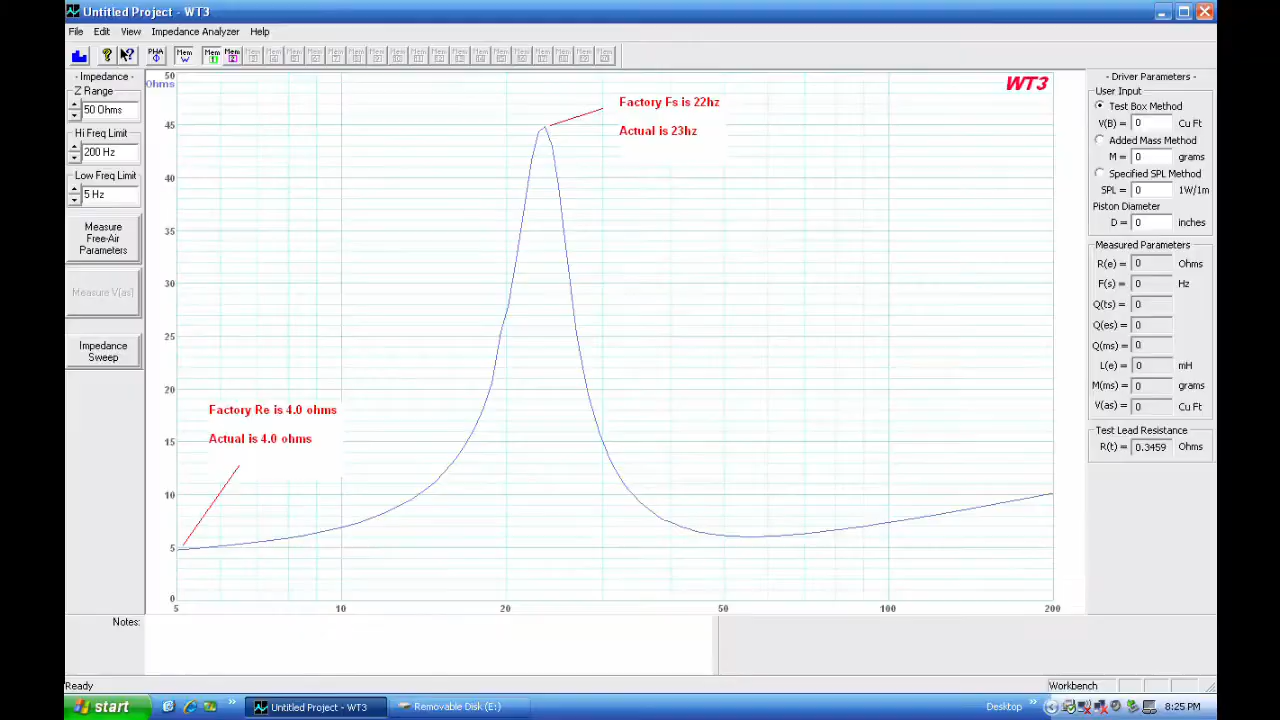 Untitled Project - WT3
File Edit View Impedance Analyzer Help
PHA Mem W Mem 1 Mem 2
- Impedance -
Z Range
50 Ohms
Hi Freq Limit
200 Hz
Low Freq Limit
5 Hz
Measure
Free-Air
Parameters
Measure V(as)
Impedance
Sweep
50
Ohms
45
40
35
30
25
20
15
10
5
0
5 10 20 50 100 200
WT3
Factory Fs is 22hz
Actual is 23hz
Factory Re is 4.0 ohms
Actual is 4.0 ohms
- Driver Parameters -
User Input
Test Box Method
V(B) = 0 Cu Ft
Added Mass Method
M = 0 grams
Specified SPL Method
SPL = 0 1W/1m
Piston Diameter
D = 0 inches
Measured Parameters
R(e) = 0 Ohms
F(s) = 0 Hz
Q(ts) = 0
Q(es) = 0
Q(ms) = 0
L(e) = 0 mH
M(ms) = 0 grams
V(as) = 0 Cu Ft
Test Lead Resistance
R(t) = 0.3459 Ohms
Notes:
Ready
Workbench
start
Untitled Project - WT3
Removable Disk (E:)
Desktop
8:25 PM